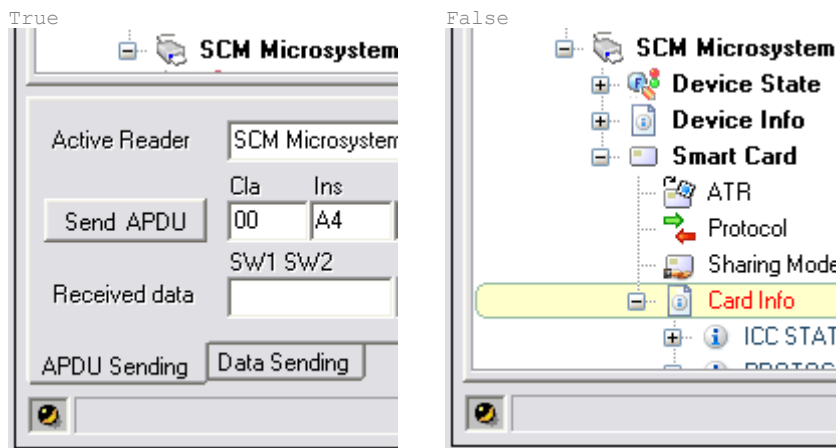 True
SCM Microsystem
Active Reader SCM Microsystem
Cla Ins
Send APDU 00 A4
SW1 SW2
Received data
APDU Sending Data Sending
False
SCM Microsystem
Device State
Device Info
Smart Card
ATR
Protocol
Sharing Mode
Card Info
ICC STAT